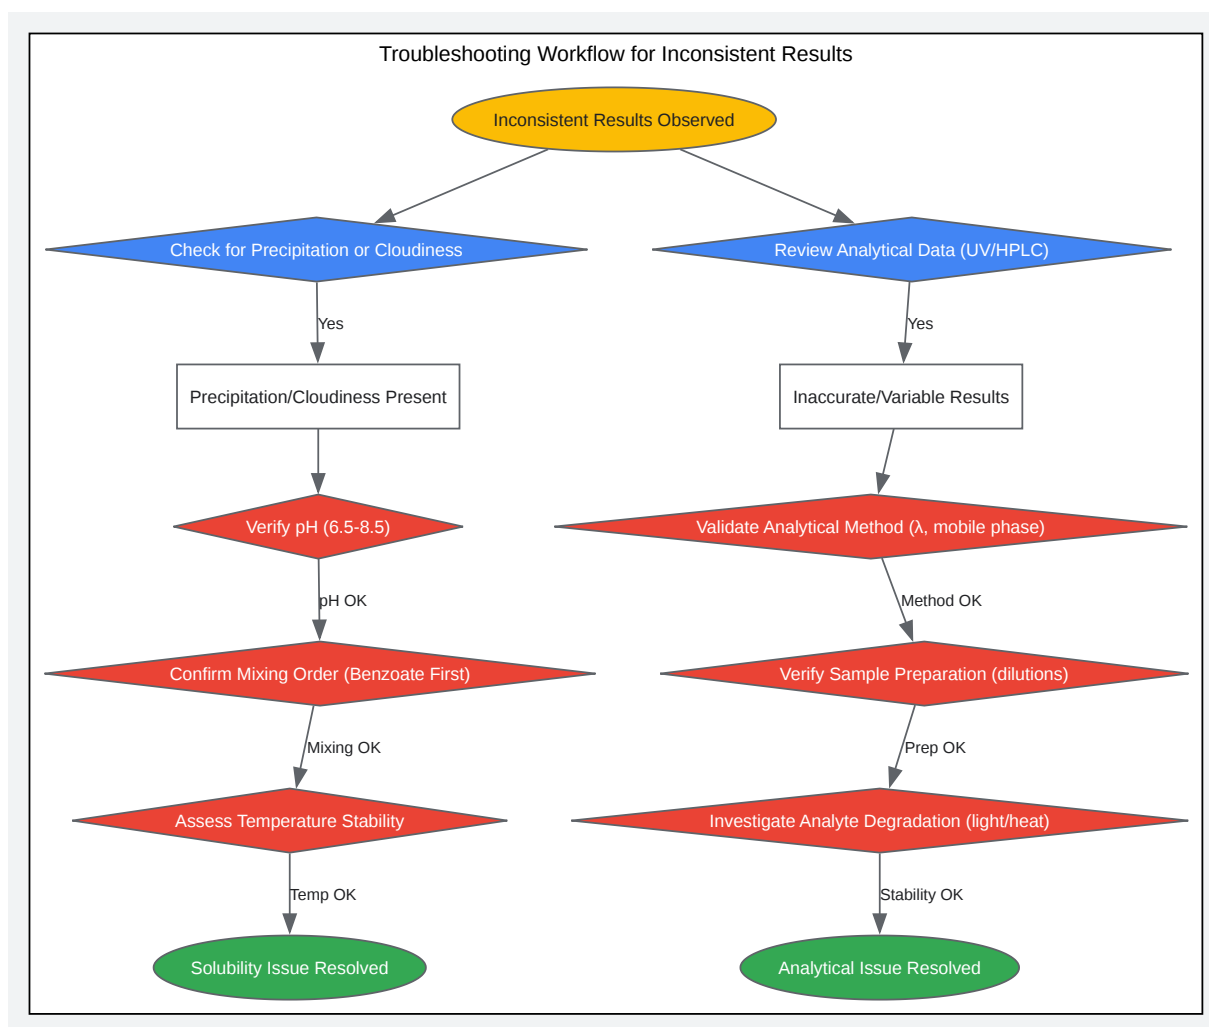 Troubleshooting Workflow for Inconsistent Results
Inconsistent Results Observed
Check for Precipitation or Cloudiness
Review Analytical Data (UV/HPLC)
Yes
Yes
Precipitation/Cloudiness Present
Inaccurate/Variable Results
Verify pH (6.5-8.5)
Validate Analytical Method (λ, mobile phase)
pH OK
Method OK
Confirm Mixing Order (Benzoate First)
Verify Sample Preparation (dilutions)
Mixing OK
Prep OK
Assess Temperature Stability
Investigate Analyte Degradation (light/heat)
Temp OK
Stability OK
Solubility Issue Resolved
Analytical Issue Resolved